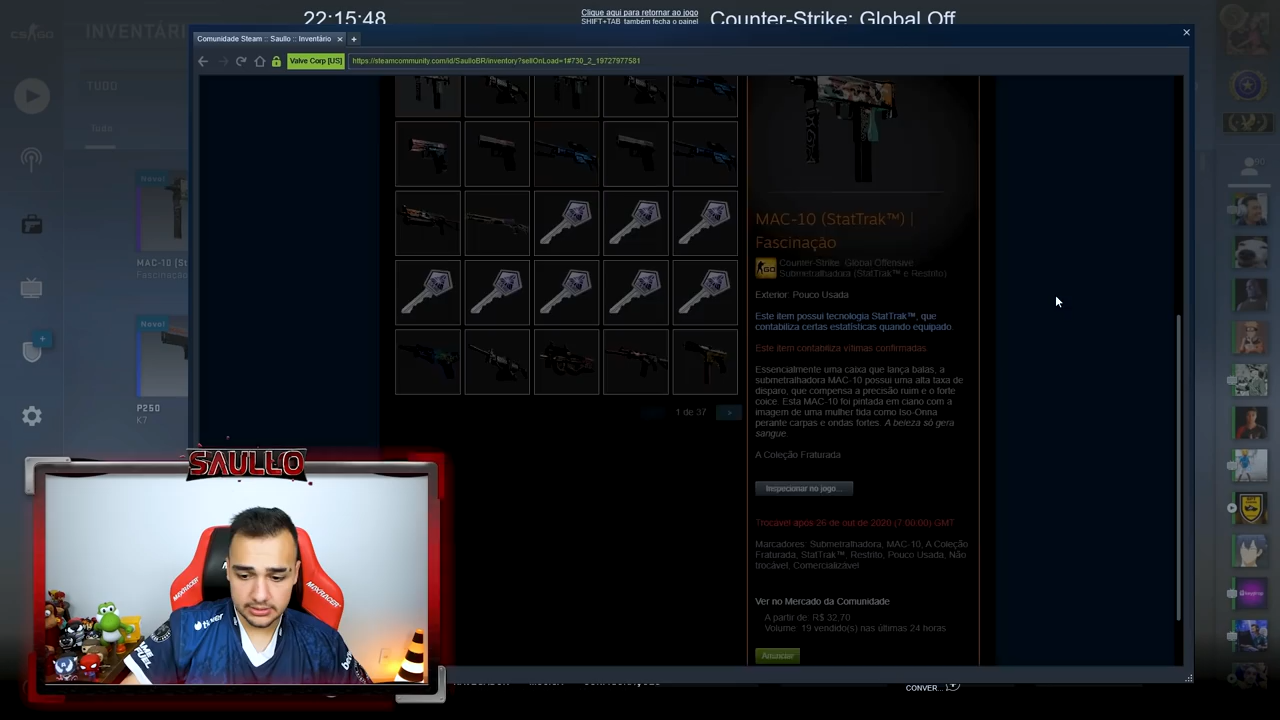 22:15:48
Clique aqui para retornar ao jogo
SHIFT+TAB também fecha o painel
Counter-Strike: Global Off
Comunidade Steam :: Saullo :: Inventário
Valve Corp [US]
https://steamcommunity.com/id/SaulloBR/inventory?sellOnLoad=1#730_2_19727977581
CS:GO
INVENTÁRI
TUDO
Tudo
Novo!
MAC-10 (St
Fascinação
Novo!
P250
K7
MAC-10 (StatTrak™) |
Fascinação
Counter-Strike: Global Offensive
Submetralhadora (StatTrak™ e Restrito)
Exterior: Pouco Usada
Este item possui tecnologia StatTrak™, que
contabiliza certas estatísticas quando equipado.
Este item contabiliza vítimas confirmadas.
Essencialmente uma caixa que lança balas, a
submetralhadora MAC-10 possui uma alta taxa de
disparo, que compensa a precisão ruim e o forte
coice. Esta MAC-10 foi pintada em ciano com a
imagem de uma mulher tida como Iso-Onna
perante carpas e ondas fortes. A beleza só gera
sangue.
A Coleção Fraturada
Inspecionar no jogo...
Trocável após 26 de out de 2020 (7:00:00) GMT
Marcadores: Submetralhadora, MAC-10, A Coleção
Fraturada, StatTrak™, Restrito, Pouco Usada, Não
trocável, Comercializável
Ver no Mercado da Comunidade
A partir de: R$ 32,70
Volume: 19 vendido(s) nas últimas 24 horas
Anunciar
1 de 37 >
SAULLO
MAXRACER
CONVER...